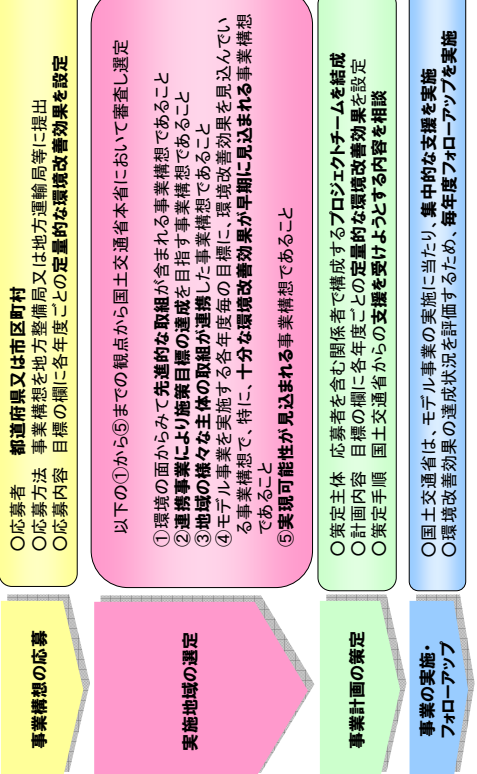 事業構想の応募
○応募者　都道府県又は市区町村
○応募方法　事業構想を地方整備局又は地方運輸局等に提出
○応募内容　目標の欄に各年度ごとの定量的な環境改善効果を設定
実施地域の選定
以下の①から⑤までの観点から国土交通省本省において審査し選定
①環境の面からみて先進的な取組が含まれる事業構想であること
②連携事業により施策目標の達成を目指す事業構想であること
③地域の様々な主体の取組が連携した事業構想であること
④モデル事業を実施する各年度毎の目標に、環境改善効果を見込んでい
る事業構想で、特に、十分な環境改善効果が早期に見込まれる事業構想
であること
⑤実現可能性が見込まれる事業構想であること
事業計画の策定
○策定主体　応募者を含む関係者で構成するプロジェクトチームを結成
○計画内容　目標の欄に各年度ごとの定量的な環境改善効果を設定
○策定手順　国土交通省からの支援を受けようとする内容を相談
事業の実施・
フォローアップ
○国土交通省は、モデル事業の実施に当たり、集中的な支援を実施
○環境改善効果の達成状況を評価するため、毎年度フォローアップを実施